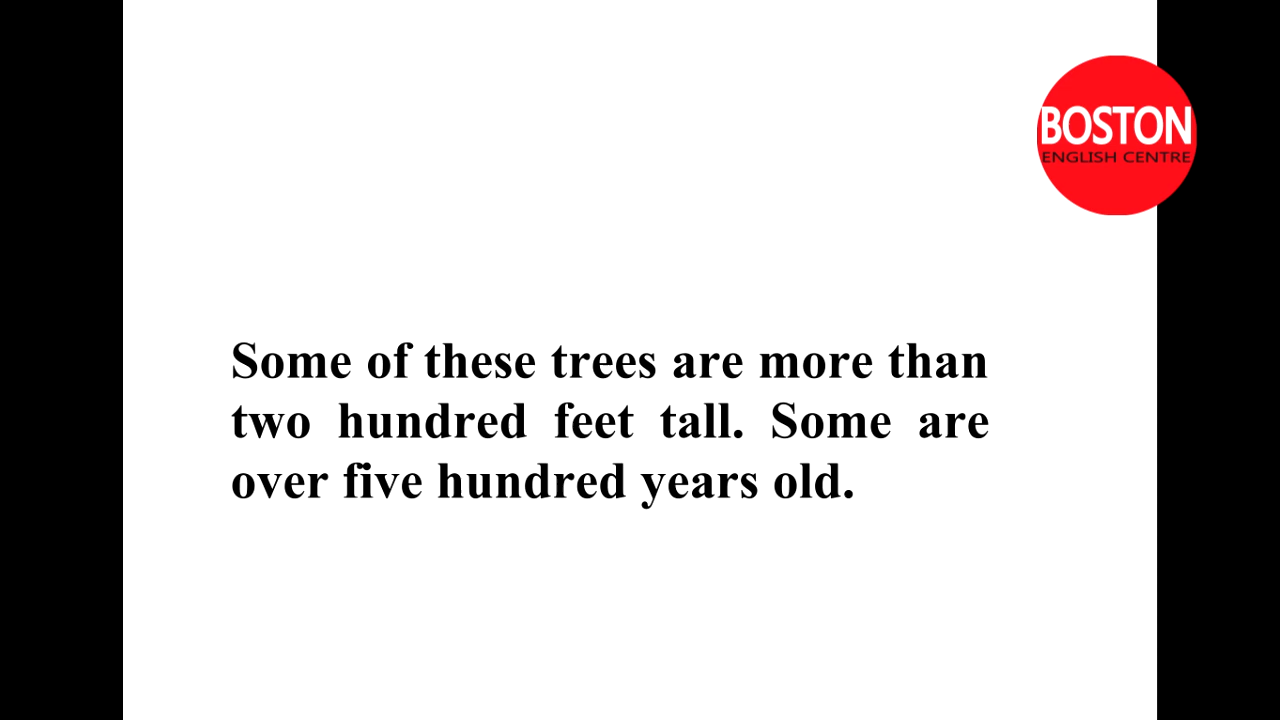 BOSTON
ENGLISH CENTRE
Some of these trees are more than
two hundred feet tall. Some are
over five hundred years old.